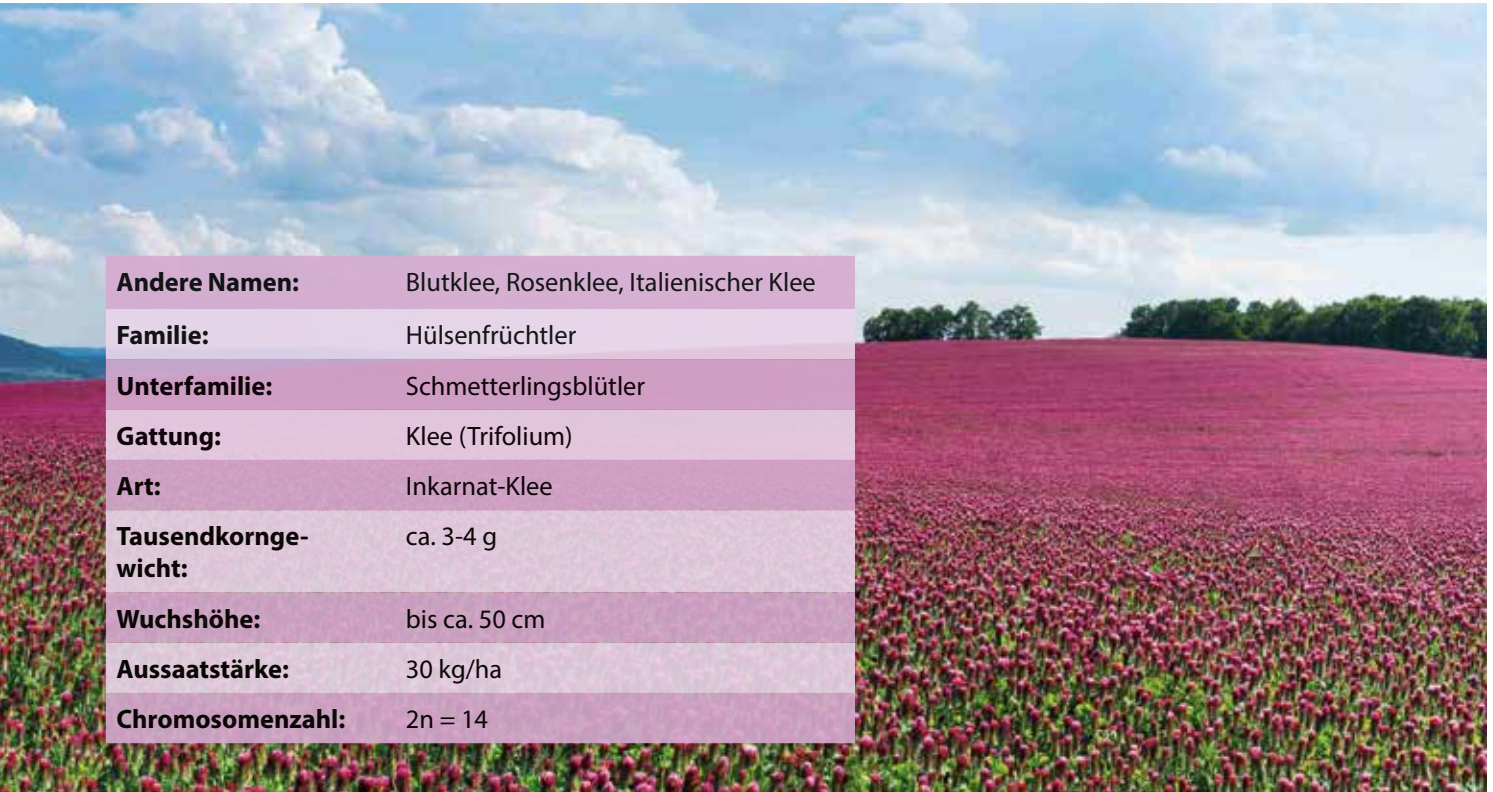 Andere Namen: Blutklee, Rosenklee, Italienischer Klee
Familie: Hülsenfrüchtler
Unterfamilie: Schmetterlingsblütler
Gattung: Klee (Trifolium)
Art: Inkarnat-Klee
Tausendkornge- ca. 3-4 g
wicht:
Wuchshöhe: bis ca. 50 cm
Aussaatstärke: 30 kg/ha
Chromosomenzahl: 2n = 14